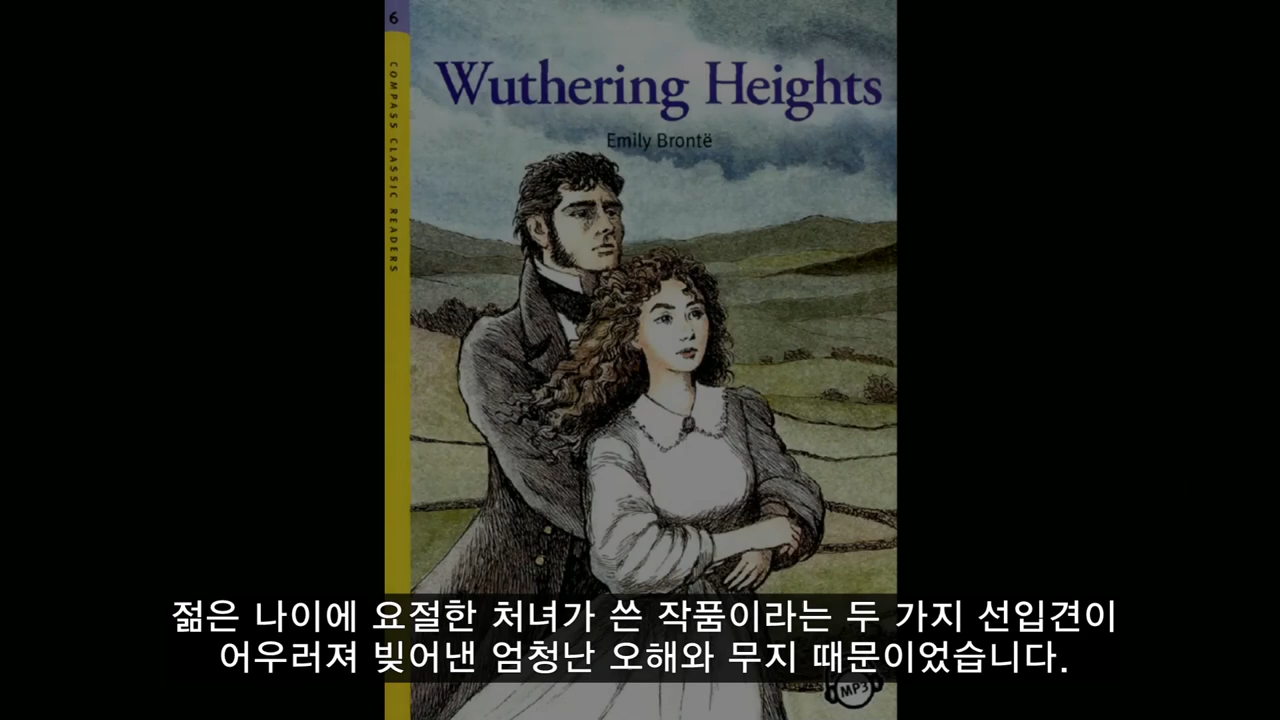 6
COMPASS CLASSIC READERS
Wuthering Heights
Emily Brontë
젊은 나이에 요절한 처녀가 쓴 작품이라는 두 가지 선입견이
어우러져 빚어낸 엄청난 오해와 무지 때문이었습니다.
MP3